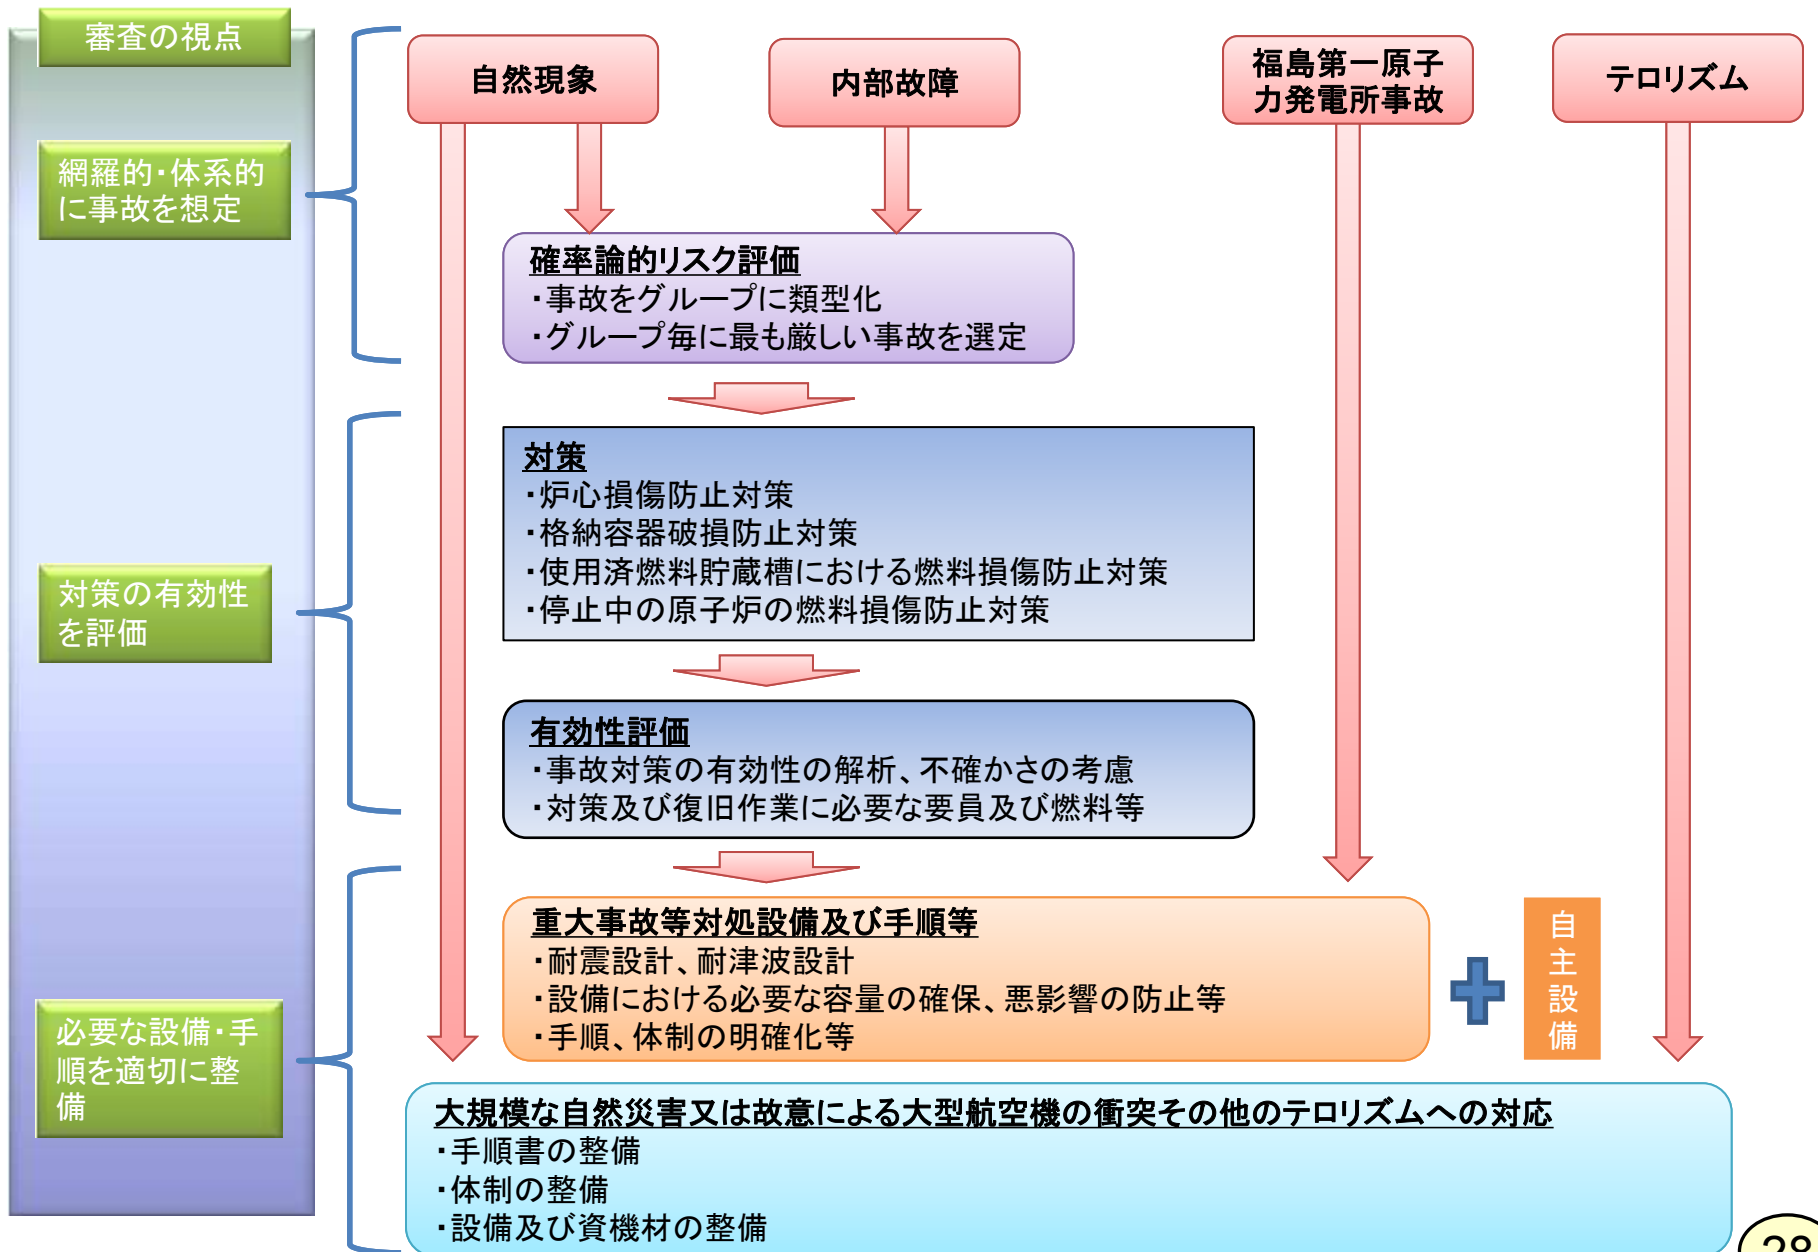 審査の視点
網羅的・体系的
に事故を想定
対策の有効性
を評価
必要な設備・手
順を適切に整
備
自然現象
内部故障
福島第一原子
力発電所事故
テロリズム
確率論的リスク評価
・事故をグループに類型化
・グループ毎に最も厳しい事故を選定
対策
・炉心損傷防止対策
・格納容器破損防止対策
・使用済燃料貯蔵槽における燃料損傷防止対策
・停止中の原子炉の燃料損傷防止対策
有効性評価
・事故対策の有効性の解析、不確かさの考慮
・対策及び復旧作業に必要な要員及び燃料等
重大事故等対処設備及び手順等
・耐震設計、耐津波設計
・設備における必要な容量の確保、悪影響の防止等
・手順、体制の明確化等
自主設備
大規模な自然災害又は故意による大型航空機の衝突その他のテロリズムへの対応
・手順書の整備
・体制の整備
・設備及び資機材の整備
28